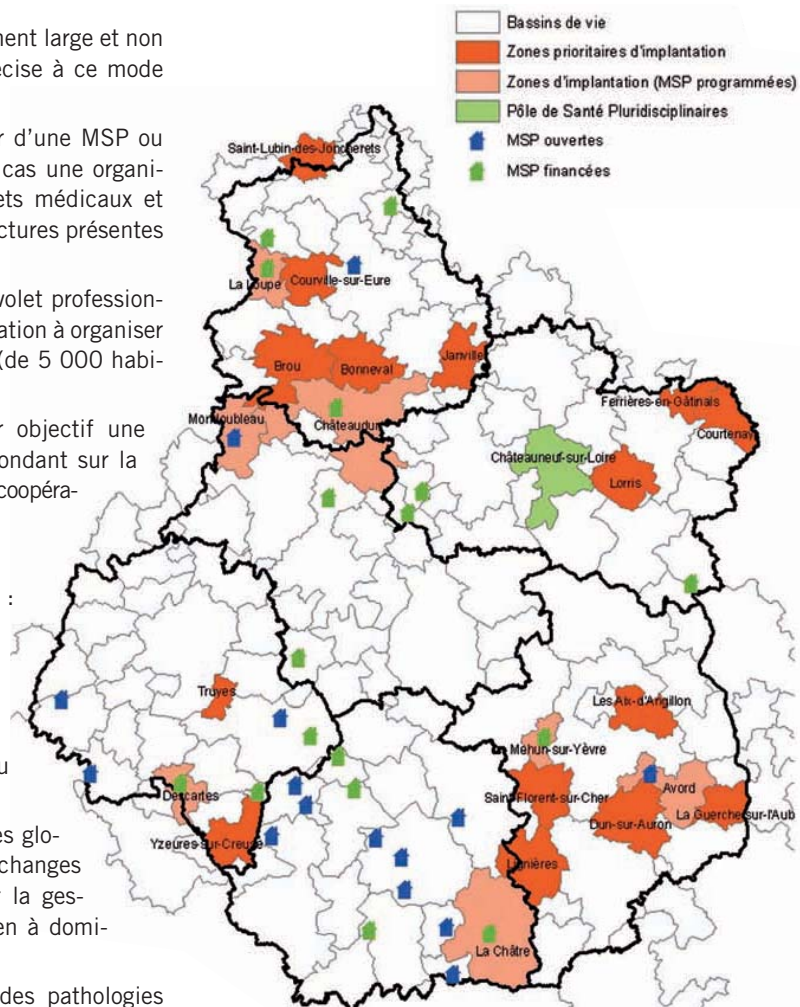 ment large et non
écise à ce mode
r d'une MSP ou
cas une organi-
ets médicaux et
ctures présentes
volet profession-
ation à organiser
(de 5 000 habi-
r objectif une
ondant sur la
coopéra-
:
u
es glo-
changes
r la ges-
en à domi-
des pathologies
Bassins de vie
Zones prioritaires d'implantation
Zones d'implantation (MSP programmées)
Pôle de Santé Pluridisciplinaires
MSP ouvertes
MSP financées
Saint-Lubin-des-Joncherets
La Loupe
Courville-sur-Eure
Brou
Bonneval
Janville
Mondoubleau
Châteaudun
Ferrières-en-Gâtinais
Courtenay
Châteauneuf-sur-Loire
Lorris
Truyes
Les Aix-d'Angillon
Mehun-sur-Yèvre
Descartes
Saint-Florent-sur-Cher
Avord
La Guerche-sur-l'Aub
Dun-sur-Auron
Yzeures-sur-Creuse
Lignières
La Châtre